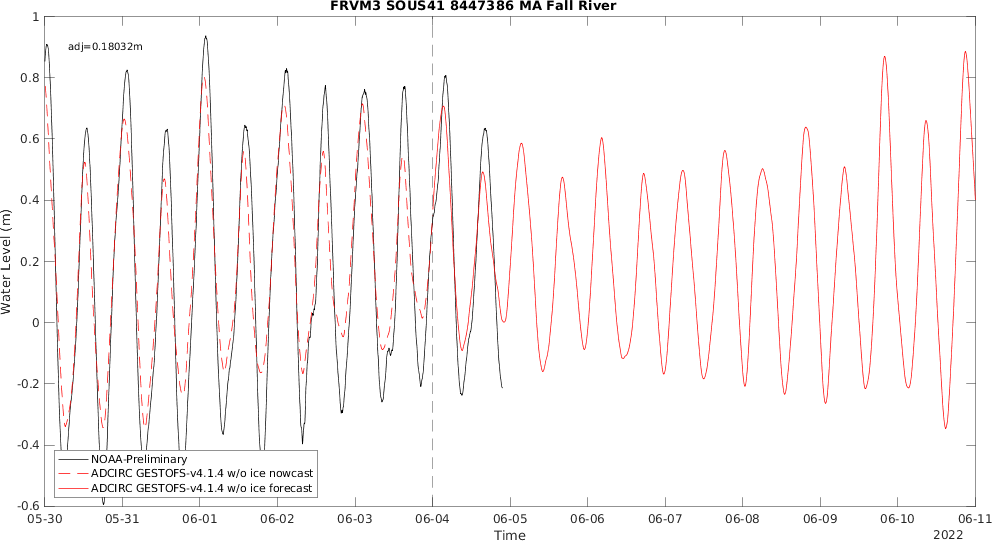 FRVM3 SOUS41 8447386 MA Fall River
adj=0.18032m
Water Level (m)
1
0.8
0.6
0.4
0.2
0
-0.2
-0.4
-0.6
NOAA-Preliminary
ADCIRC GESTOFS-v4.1.4 w/o ice nowcast
ADCIRC GESTOFS-v4.1.4 w/o ice forecast
05-30 05-31 06-01 06-02 06-03 06-04 06-05 06-06 06-07 06-08 06-09 06-10 06-11
Time
2022